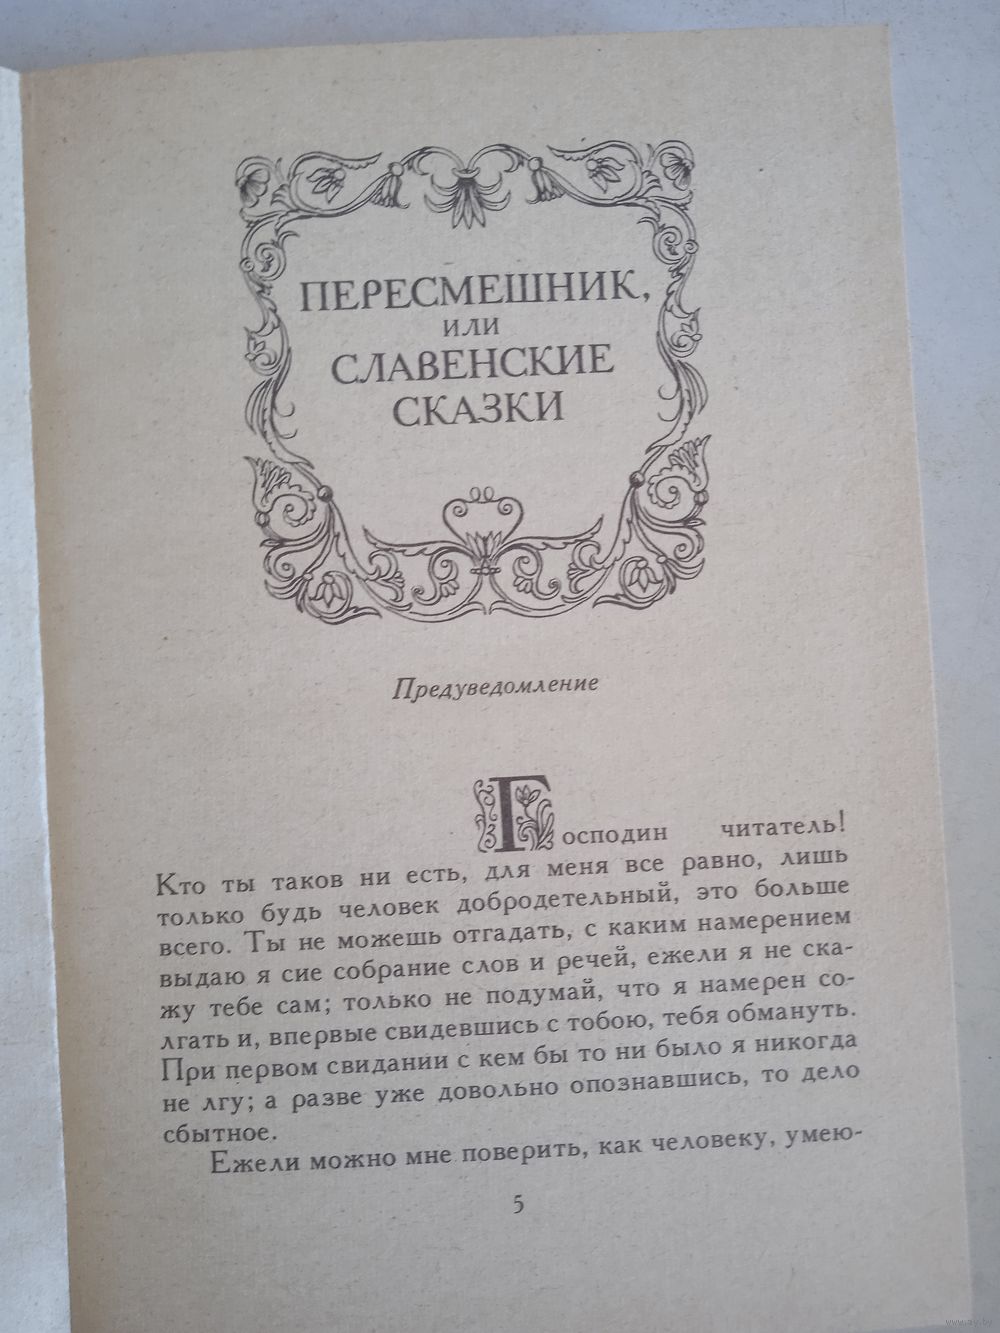 ПЕРЕСМЕШНИК,
ИЛИ
СЛАВЕНСКИЕ
СКАЗКИ
Предуведомление
Господин читатель!
Кто ты таков ни есть, для меня все равно, лишь
только будь человек добродетельный, это больше
всего. Ты не можешь отгадать, с каким намерением
выдаю я сие собрание слов и речей, ежели я не ска-
жу тебе сам; только не подумай, что я намерен со-
лгать и, впервые свидевшись с тобою, тебя обмануть.
При первом свидании с кем бы то ни было я никогда
не лгу; а разве уже довольно опознавшись, то дело
сбытное.
Ежели можно мне поверить, как человеку, умею-
5
www.ay.by